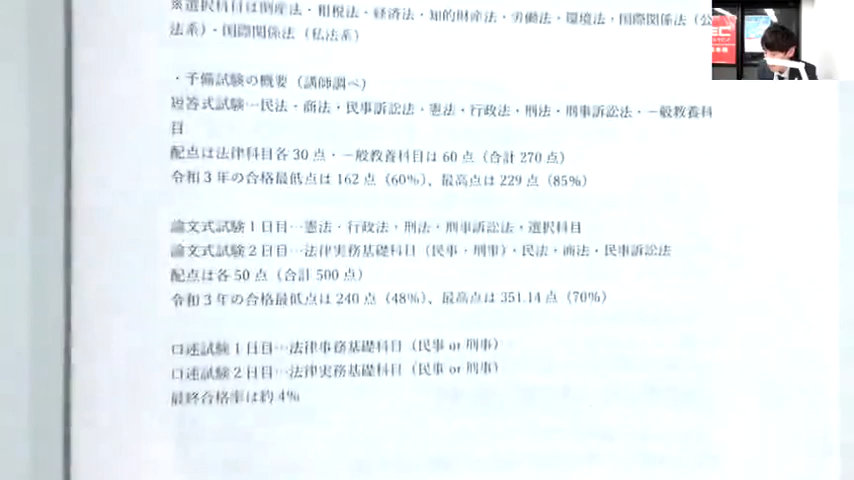 ※選択科目は倒産法・租税法・経済法・知的財産法・労働法・環境法・国際関係法（公
法系）・国際関係法（私法系）
・予備試験の概要（講師調べ）
短答式試験…民法・商法・民事訴訟法・憲法・行政法・刑法・刑事訴訟法・一般教養科
目
配点は法律科目各30点・一般教養科目は60点（合計270点）
令和3年の合格最低点は162点（60%）、最高点は229点（85%）
論文式試験1日目…憲法・行政法・刑法・刑事訴訟法・選択科目
論文式試験2日目…法律実務基礎科目（民事・刑事）・民法・商法・民事訴訟法
配点は各50点（合計500点）
令和3年の合格最低点は240点（48%）、最高点は351.14点（70%）
口述試験1日目…法律事務基礎科目（民事 or 刑事）
口述試験2日目…法律実務基礎科目（民事 or 刑事）
最終合格率は約4%